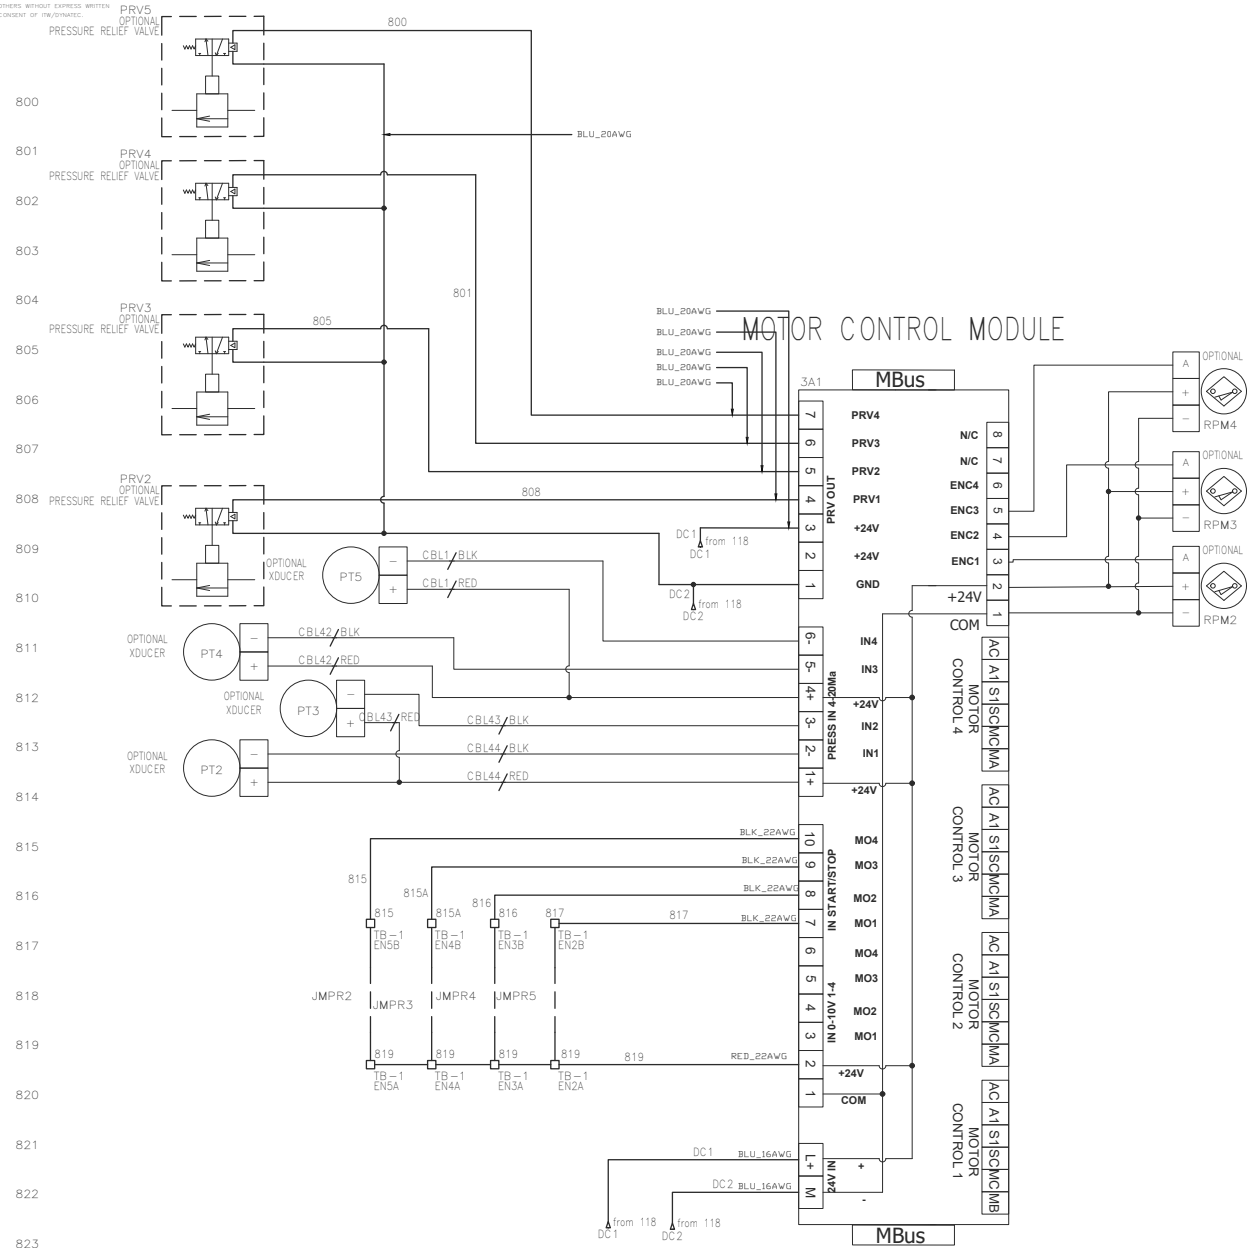 OTHERS WITHOUT EXPRESS WRITTEN
CONSENT OF ITW/DYNATEC.
PRV5
OPTIONAL
PRESSURE RELIEF VALVE
800
800
BLU_20AWG
801
PRV4
OPTIONAL
PRESSURE RELIEF VALVE
802
803
804
801
PRV3
OPTIONAL
PRESSURE RELIEF VALVE
805
805
806
807
BLU_20AWG
BLU_20AWG
BLU_20AWG
BLU_20AWG
BLU_20AWG
MOTOR CONTROL MODULE
3A1
MBus
PRV2
OPTIONAL
PRESSURE RELIEF VALVE
808
808
809
810
7 PRV4
6 PRV3
5 PRV2
4 PRV1
3 +24V
2 +24V
1 GND
PRV OUT
DC1
from 118
DC1
DC2
from 118
DC2
N/C 8
N/C 7
ENC4 6
ENC3 5
ENC2 4
ENC1 3
+24V 2
COM 1
A
+
−
OPTIONAL
RPM4
A
+
−
OPTIONAL
RPM3
A
+
−
OPTIONAL
RPM2
OPTIONAL
XDUCER
PT5
−
+
CBL1/BLK
CBL1/RED
811
OPTIONAL
XDUCER
PT4
−
+
CBL42/BLK
CBL42/RED
812
OPTIONAL
XDUCER
PT3
−
+
CBL43/RED
CBL43/BLK
813
OPTIONAL
XDUCER
PT2
−
+
CBL44/BLK
CBL44/RED
814
6- IN4
5- IN3
4+ +24V
3- IN2
2- IN1
1+ +24V
PRESS IN 4-20Ma
AC A1 S1 SC MC MA
MOTOR
CONTROL 4
AC A1 S1 SC MC MA
MOTOR
CONTROL 3
AC A1 S1 SC MC MA
MOTOR
CONTROL 2
AC A1 S1 SC MC MB
MOTOR
CONTROL 1
815
816
817
818
819
820
BLK_22AWG
BLK_22AWG
BLK_22AWG
BLK_22AWG
10 MO4
9 MO3
8 MO2
7 MO1
6 MO4
5 MO3
4 MO2
3 MO1
2 +24V
1 COM
IN START/STOP
IN 0-10V 1-4
815
815A
816
817
815
TB-1
EN5B
815A
TB-1
EN4B
816
TB-1
EN3B
817
TB-1
EN2B
JMPR2
JMPR3
JMPR4
JMPR5
819
TB-1
EN5A
819
TB-1
EN4A
819
TB-1
EN3A
819
TB-1
EN2A
819
RED_22AWG
821
822
823
DC1 BLU_16AWG
DC2 BLU_16AWG
L+ +
M -
24V IN
from 118
DC1
from 118
DC2
MBus